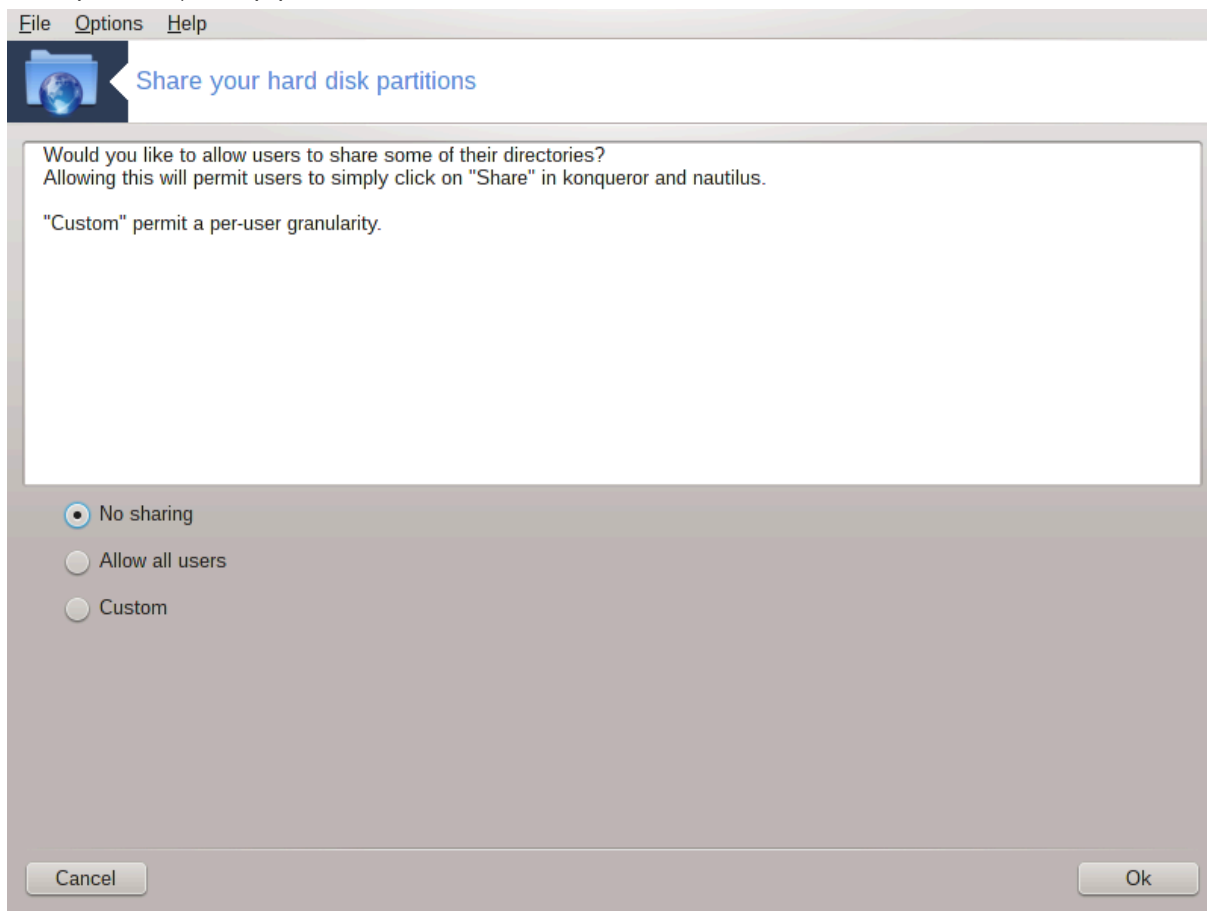 File Options Help
Share your hard disk partitions
Would you like to allow users to share some of their directories?
Allowing this will permit users to simply click on "Share" in konqueror and nautilus.
"Custom" permit a per-user granularity.
No sharing
Allow all users
Custom
Cancel Ok